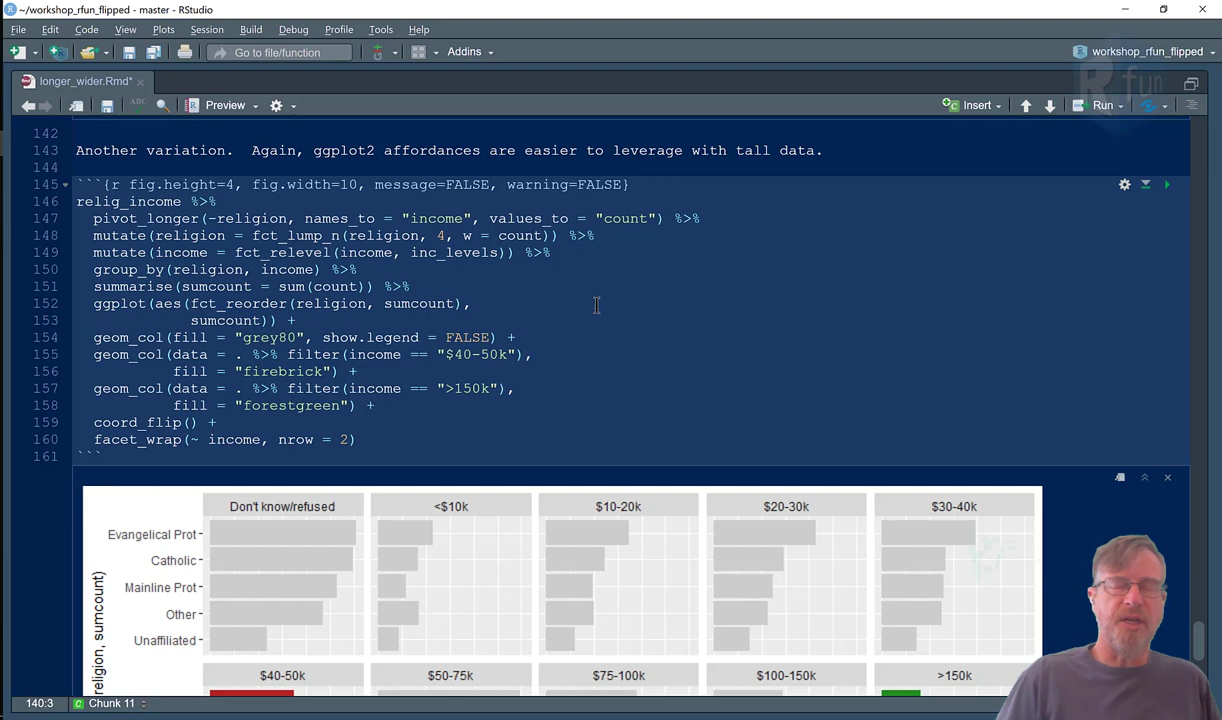 ~/workshop_rfun_flipped - master - RStudio
File Edit Code View Plots Session Build Debug Profile Tools Help
Go to file/function Addins workshop_rfun_flipped
longer_wider.Rmd*
ABC Preview Insert Run
R fun
142
143 Another variation.  Again, ggplot2 affordances are easier to leverage with tall data.
144
145 ```{r fig.height=4, fig.width=10, message=FALSE, warning=FALSE}
146 relig_income %>%
147   pivot_longer(-religion, names_to = "income", values_to = "count") %>%
148   mutate(religion = fct_lump_n(religion, 4, w = count)) %>%
149   mutate(income = fct_relevel(income, inc_levels)) %>%
150   group_by(religion, income) %>%
151   summarise(sumcount = sum(count)) %>%
152   ggplot(aes(fct_reorder(religion, sumcount),
153              sumcount)) +
154   geom_col(fill = "grey80", show.legend = FALSE) +
155   geom_col(data = . %>% filter(income == "$40-50k"),
156            fill = "firebrick") +
157   geom_col(data = . %>% filter(income == ">150k"),
158            fill = "forestgreen") +
159   coord_flip() +
160   facet_wrap(~ income, nrow = 2)
161 ```
Don't know/refused <$10k $10-20k $20-30k $30-40k
Evangelical Prot
Catholic
Mainline Prot
Other
Unaffiliated
religion, sumcount)
$40-50k $50-75k $75-100k $100-150k >150k
140:3 Chunk 11